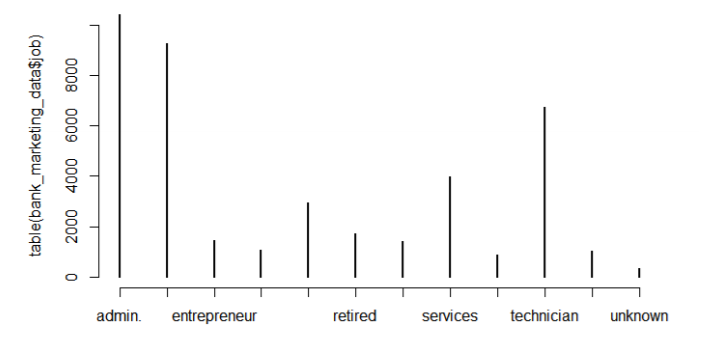 table(bank_marketing_data$job)
8000
6000
4000
2000
0
admin. entrepreneur retired services technician unknown